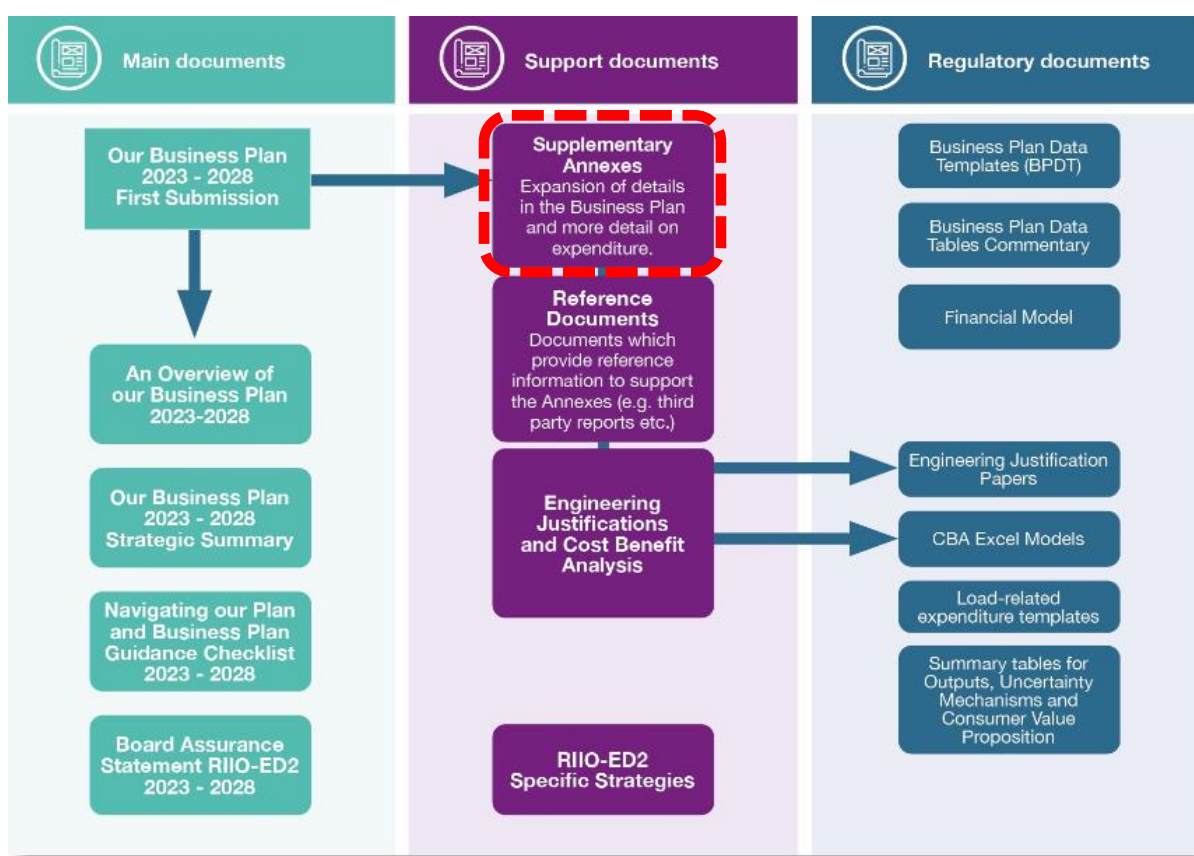 Main documents
Our Business Plan
2023 - 2028
First Submission
An Overview of
our Business Plan
2023-2028
Our Business Plan
2023 - 2028
Strategic Summary
Navigating our Plan
and Business Plan
Guidance Checklist
2023 - 2028
Board Assurance
Statement RIIO-ED2
2023 - 2028
Support documents
Supplementary
Annexes
Expansion of details
in the Business Plan
and more detail on
expenditure.
Reference
Documents
Documents which
provide reference
information to support
the Annexes (e.g. third
party reports etc.)
Engineering
Justifications
and Cost Benefit
Analysis
RIIO-ED2
Specific Strategies
Regulatory documents
Business Plan Data
Templates (BPDT)
Business Plan Data
Tables Commentary
Financial Model
Engineering Justification
Papers
CBA Excel Models
Load-related
expenditure templates
Summary tables for
Outputs, Uncertainty
Mechanisms and
Consumer Value
Proposition